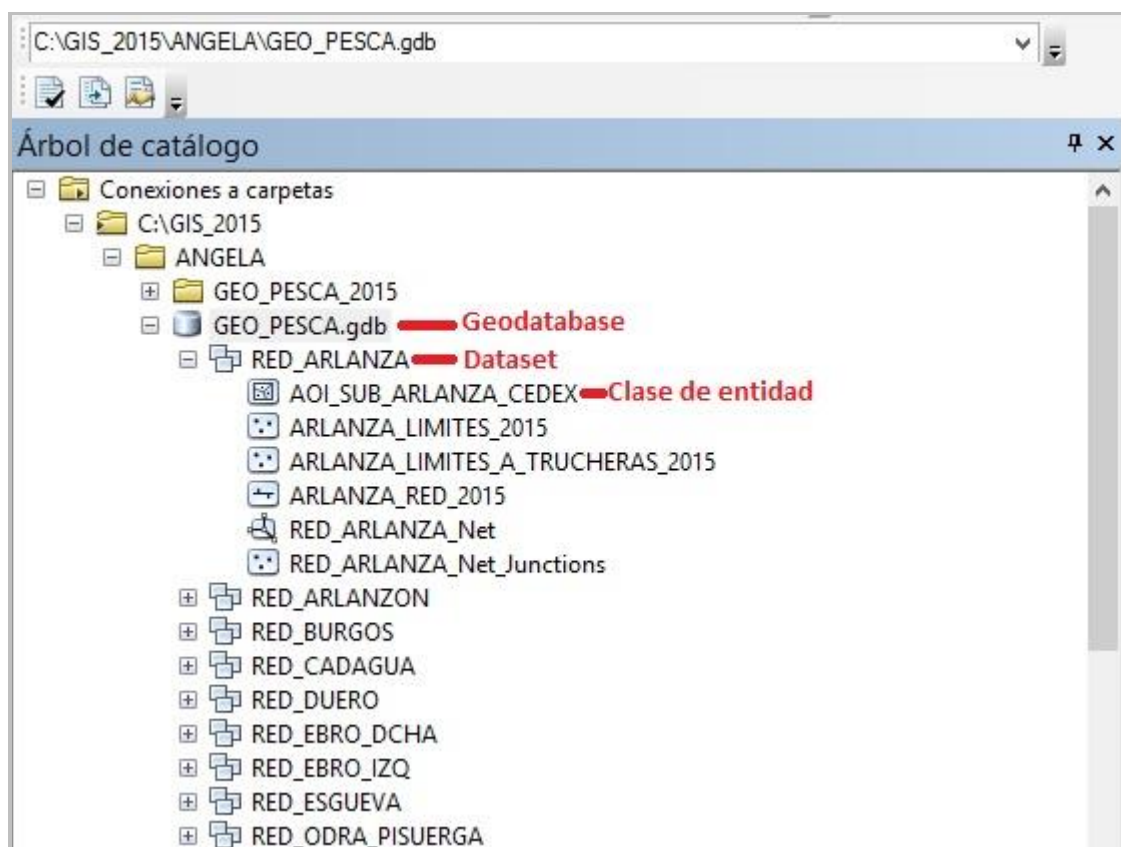 C:\GIS_2015\ANGELA\GEO_PESCA.gdb
Árbol de catálogo
Conexiones a carpetas
C:\GIS_2015
ANGELA
GEO_PESCA_2015
GEO_PESCA.gdb Geodatabase
RED_ARLANZA Dataset
AOI_SUB_ARLANZA_CEDEX Clase de entidad
ARLANZA_LIMITES_2015
ARLANZA_LIMITES_A_TRUCHERAS_2015
ARLANZA_RED_2015
RED_ARLANZA_Net
RED_ARLANZA_Net_Junctions
RED_ARLANZON
RED_BURGOS
RED_CADAGUA
RED_DUERO
RED_EBRO_DCHA
RED_EBRO_IZQ
RED_ESGUEVA
RED_ODRA_PISUERGA